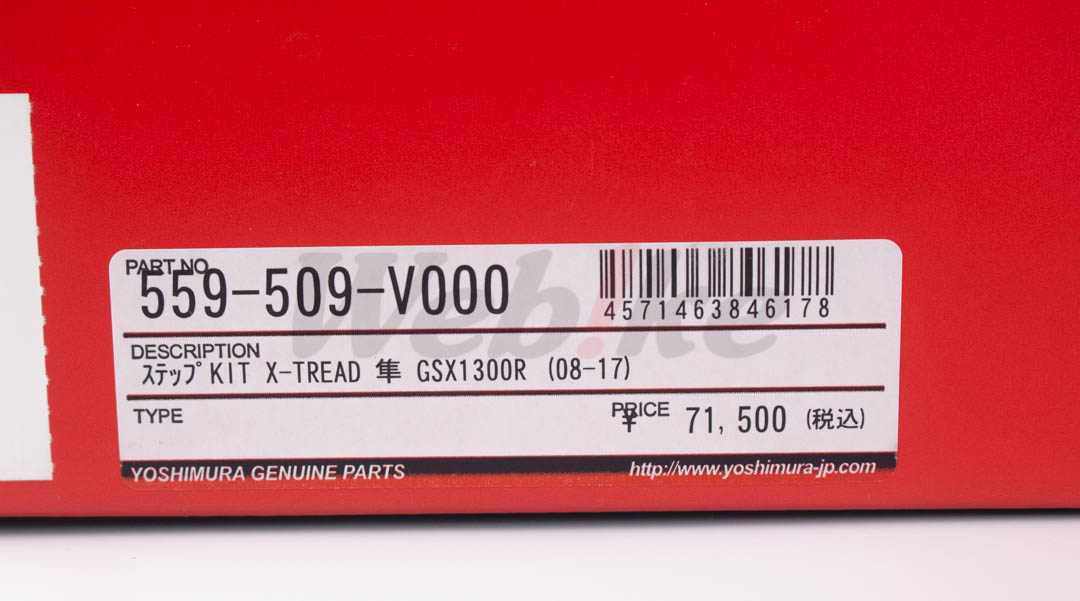 PART NO.
559-509-V000
4571463846178
DESCRIPTION
ｽﾃｯﾌﾟKIT X-TREAD 隼 GSX1300R (08-17)
TYPE
PRICE
¥ 71,500 (税込)
YOSHIMURA GENUINE PARTS
http://www.yoshimura-jp.com
Webike